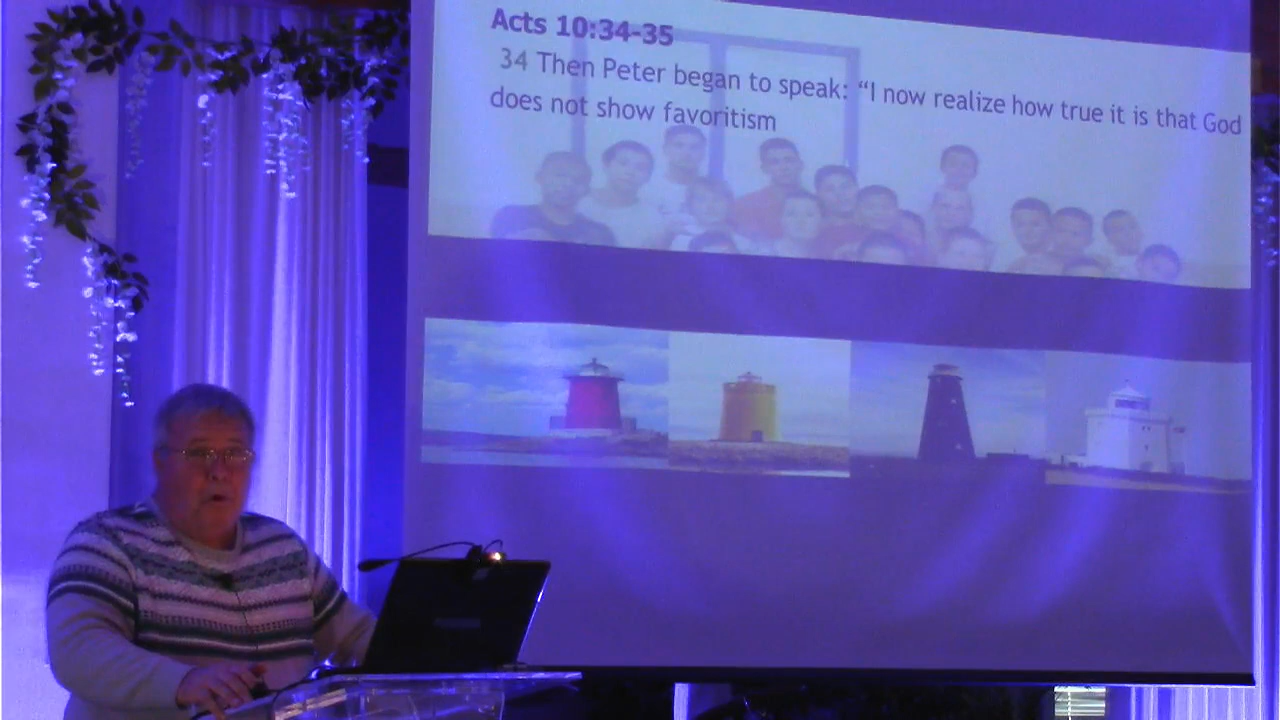 Acts 10:34-35
34 Then Peter began to speak: “I now realize how true it is that God
does not show favoritism